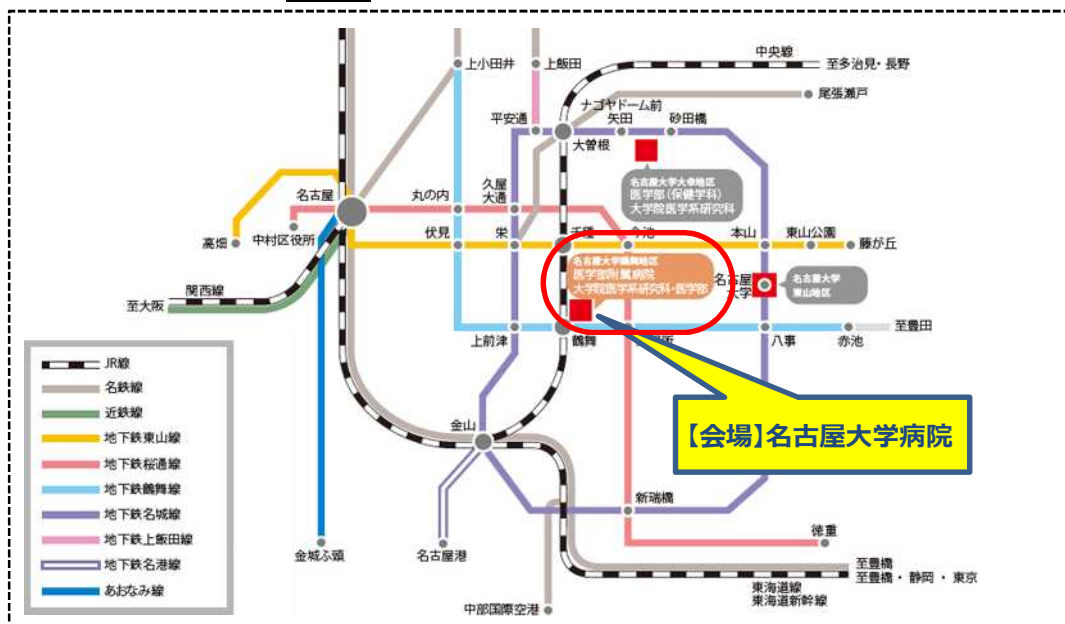 中央線
至多治見・長野
上小田井
上飯田
尾張瀬戸
ナゴヤドーム前
矢田
砂田橋
平安通
大曽根
名古屋大学大幸地区
医学部(保健学科)
大学院医学系研究科
名古屋
丸の内
久屋
大通
高畑
中村区役所
伏見
栄
千種
今池
本山
東山公園
藤が丘
名古屋大学鶴舞地区
医学部附属病院
大学院医学系研究科・医学部
名古屋
大学
名古屋大学
東山地区
関西線
至大阪
上前津
鶴舞
八事
赤池
至豊田
【会場】名古屋大学病院
JR線
名鉄線
近鉄線
地下鉄東山線
地下鉄桜通線
地下鉄鶴舞線
地下鉄名城線
地下鉄上飯田線
地下鉄名港線
あおなみ線
金山
新瑞橋
徳重
金城ふ頭
名古屋港
中部国際空港
至豊橋
至豊橋・静岡・東京
東海道線
東海道新幹線